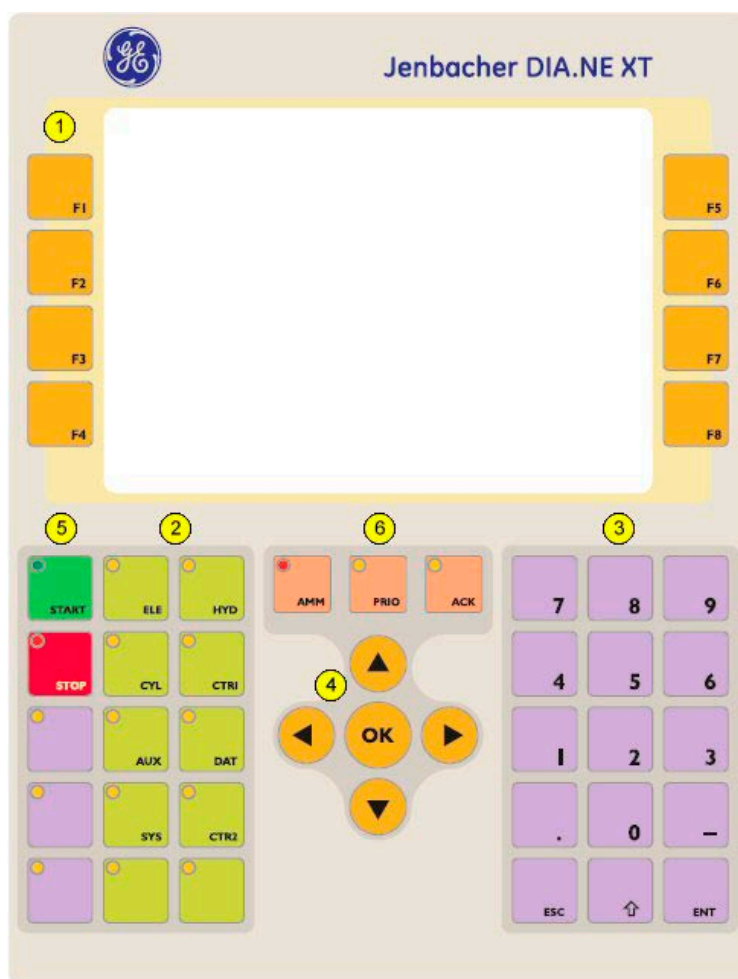 GE
Jenbacher DIA.NE XT
1
F1
F5
F2
F6
F3
F7
F4
F8
5
2
6
3
START
ELE
HYD
AMM
PRIO
ACK
7
8
9
STOP
CYL
CTR1
4
OK
4
5
6
AUX
DAT
1
2
3
SYS
CTR2
.
0
–
ESC
ENT